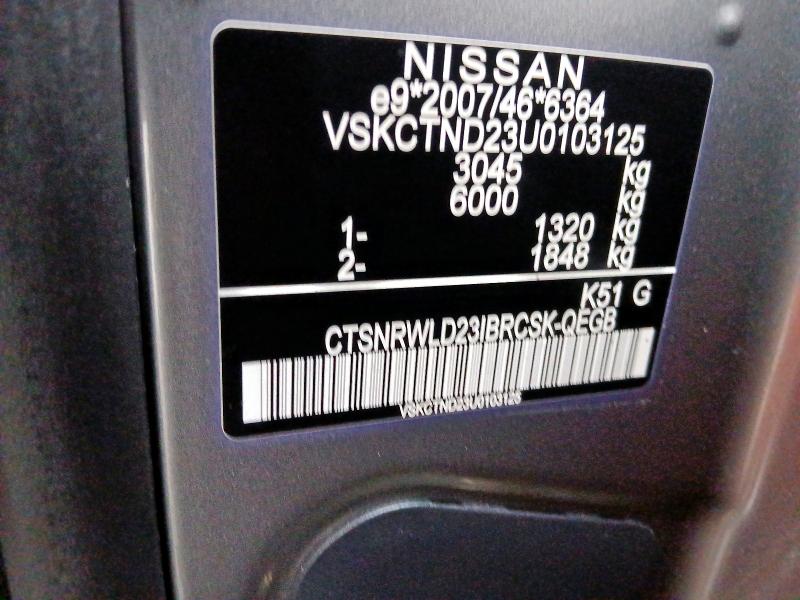 NISSAN
e9*2007/46*6364
VSKCTND23U0103125
3045 kg
6000 kg
1- 1320 kg
2- 1848 kg
K51 G
CTSNRWLD23IBRCSK-QEGB
VSKCTND23U0103125